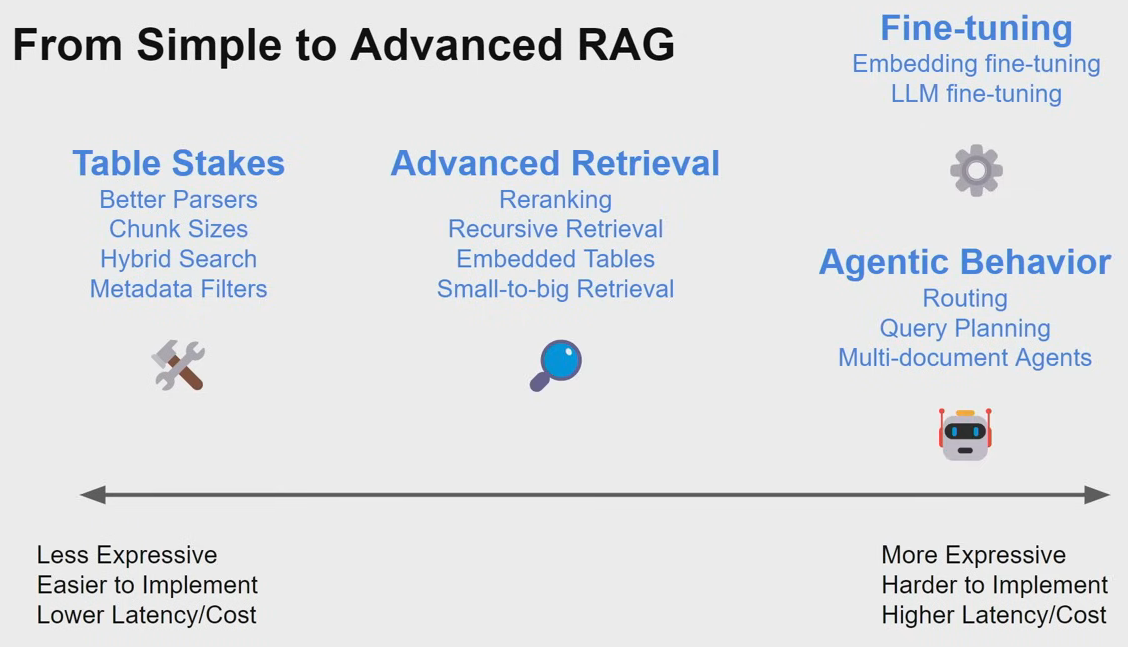 From Simple to Advanced RAG
Table Stakes
Better Parsers
Chunk Sizes
Hybrid Search
Metadata Filters
Advanced Retrieval
Reranking
Recursive Retrieval
Embedded Tables
Small-to-big Retrieval
Fine-tuning
Embedding fine-tuning
LLM fine-tuning
Agentic Behavior
Routing
Query Planning
Multi-document Agents
Less Expressive
Easier to Implement
Lower Latency/Cost
More Expressive
Harder to Implement
Higher Latency/Cost